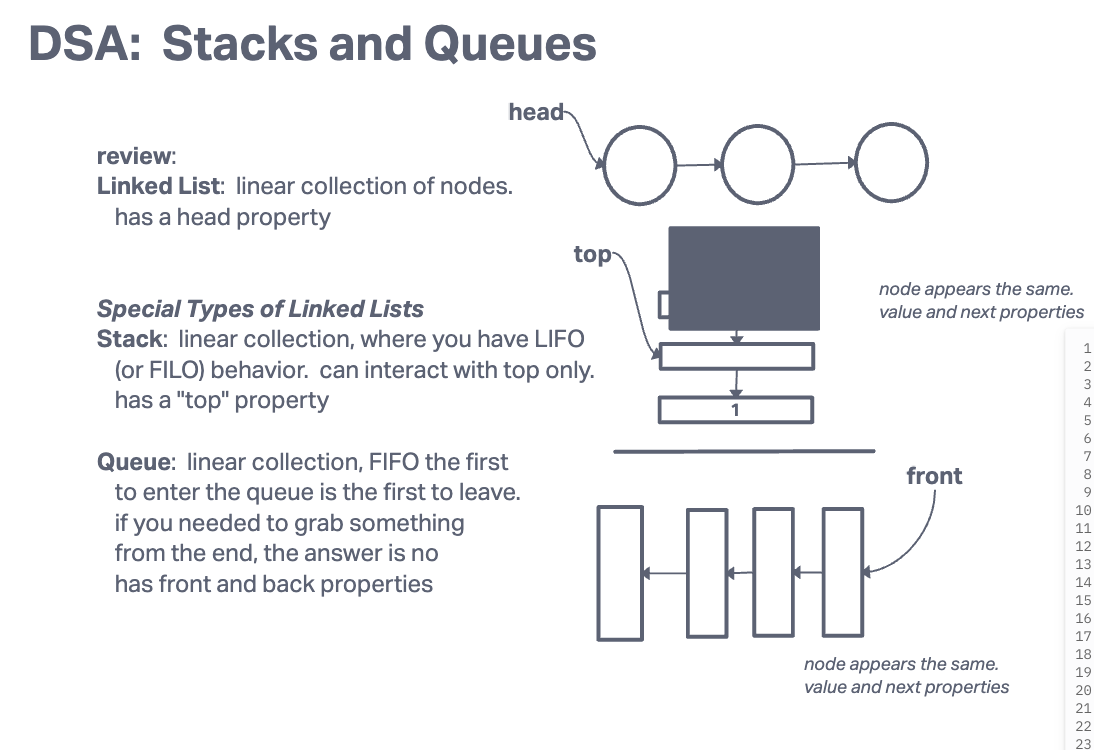 DSA:  Stacks and Queues
head
review:
Linked List:  linear collection of nodes.
has a head property
top
node appears the same.
value and next properties
Special Types of Linked Lists
Stack:  linear collection, where you have LIFO
(or FILO) behavior.  can interact with top only.
has a "top" property
1
Queue:  linear collection, FIFO the first
to enter the queue is the first to leave.
if you needed to grab something
from the end, the answer is no
has front and back properties
front
node appears the same.
value and next properties
1
2
3
4
5
6
7
8
9
10
11
12
13
14
15
16
17
18
19
20
21
22
23